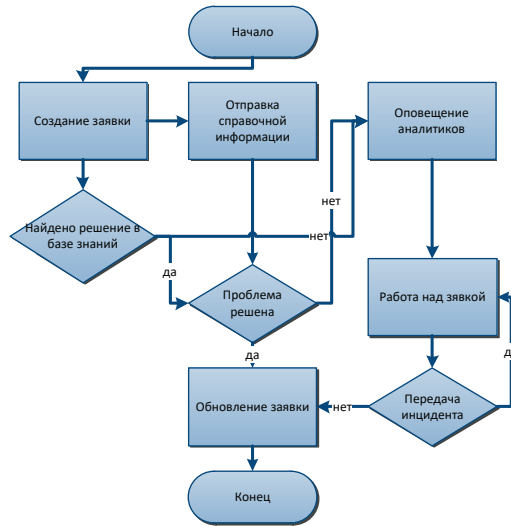 Начало
Создание заявки
Отправка
справочной
информации
Оповещение
аналитиков
нет
Найдено решение в
базе знаний
нет
да
Проблема
решена
Работа над зявкой
да
д
Обновление заявки
нет
Передача
инцидента
Конец